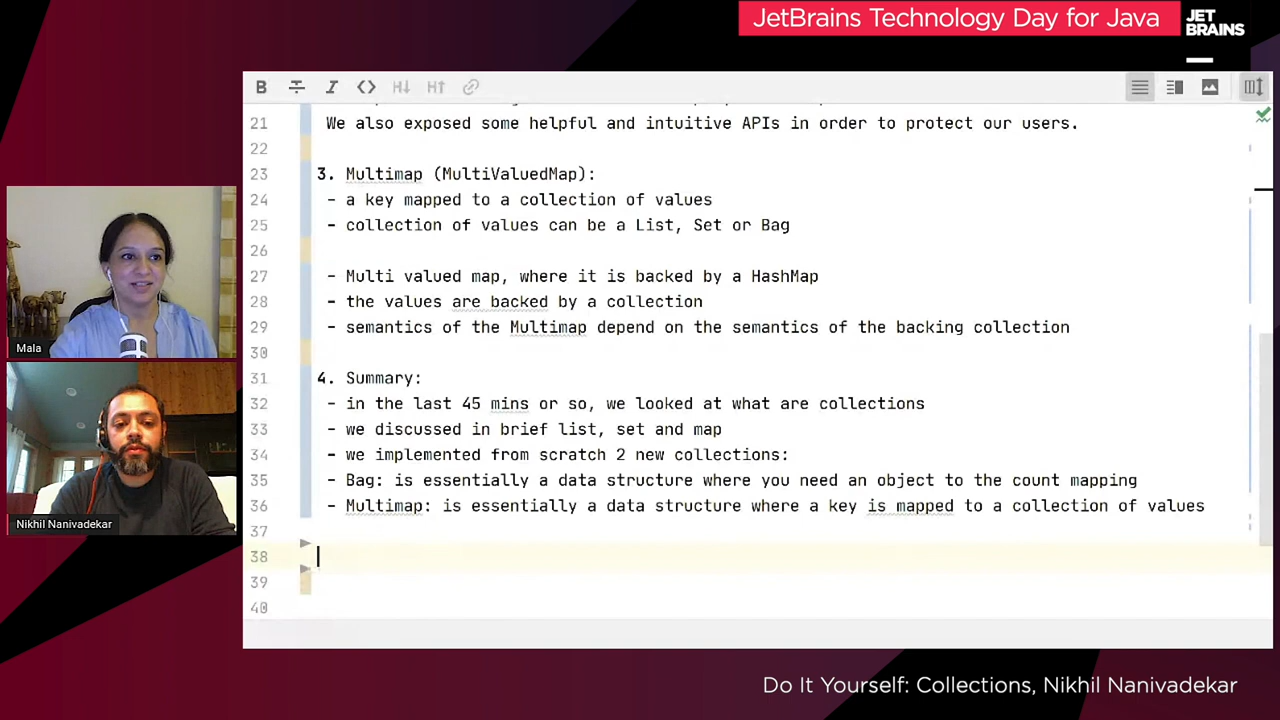 JetBrains Technology Day for Java
JET
BRAINS
B I <> H↓ H↑
21 We also exposed some helpful and intuitive APIs in order to protect our users.
22
23 3. Multimap (MultiValuedMap):
24 - a key mapped to a collection of values
25 - collection of values can be a List, Set or Bag
26
27 - Multi valued map, where it is backed by a HashMap
28 - the values are backed by a collection
29 - semantics of the Multimap depend on the semantics of the backing collection
30
31 4. Summary:
32 - in the last 45 mins or so, we looked at what are collections
33 - we discussed in brief list, set and map
34 - we implemented from scratch 2 new collections:
35 - Bag: is essentially a data structure where you need an object to the count mapping
36 - Multimap: is essentially a data structure where a key is mapped to a collection of values
37
38
39
40
Mala
Nikhil Nanivadekar
Do It Yourself: Collections, Nikhil Nanivadekar